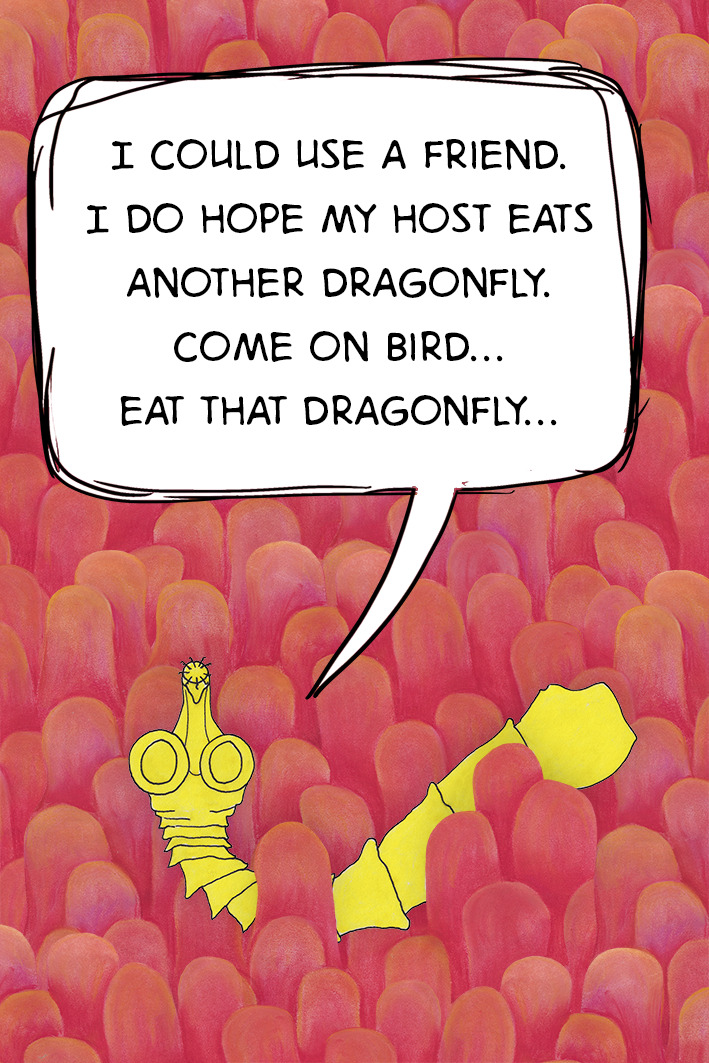 I COULD USE A FRIEND.
I DO HOPE MY HOST EATS
ANOTHER DRAGONFLY.
COME ON BIRD...
EAT THAT DRAGONFLY...